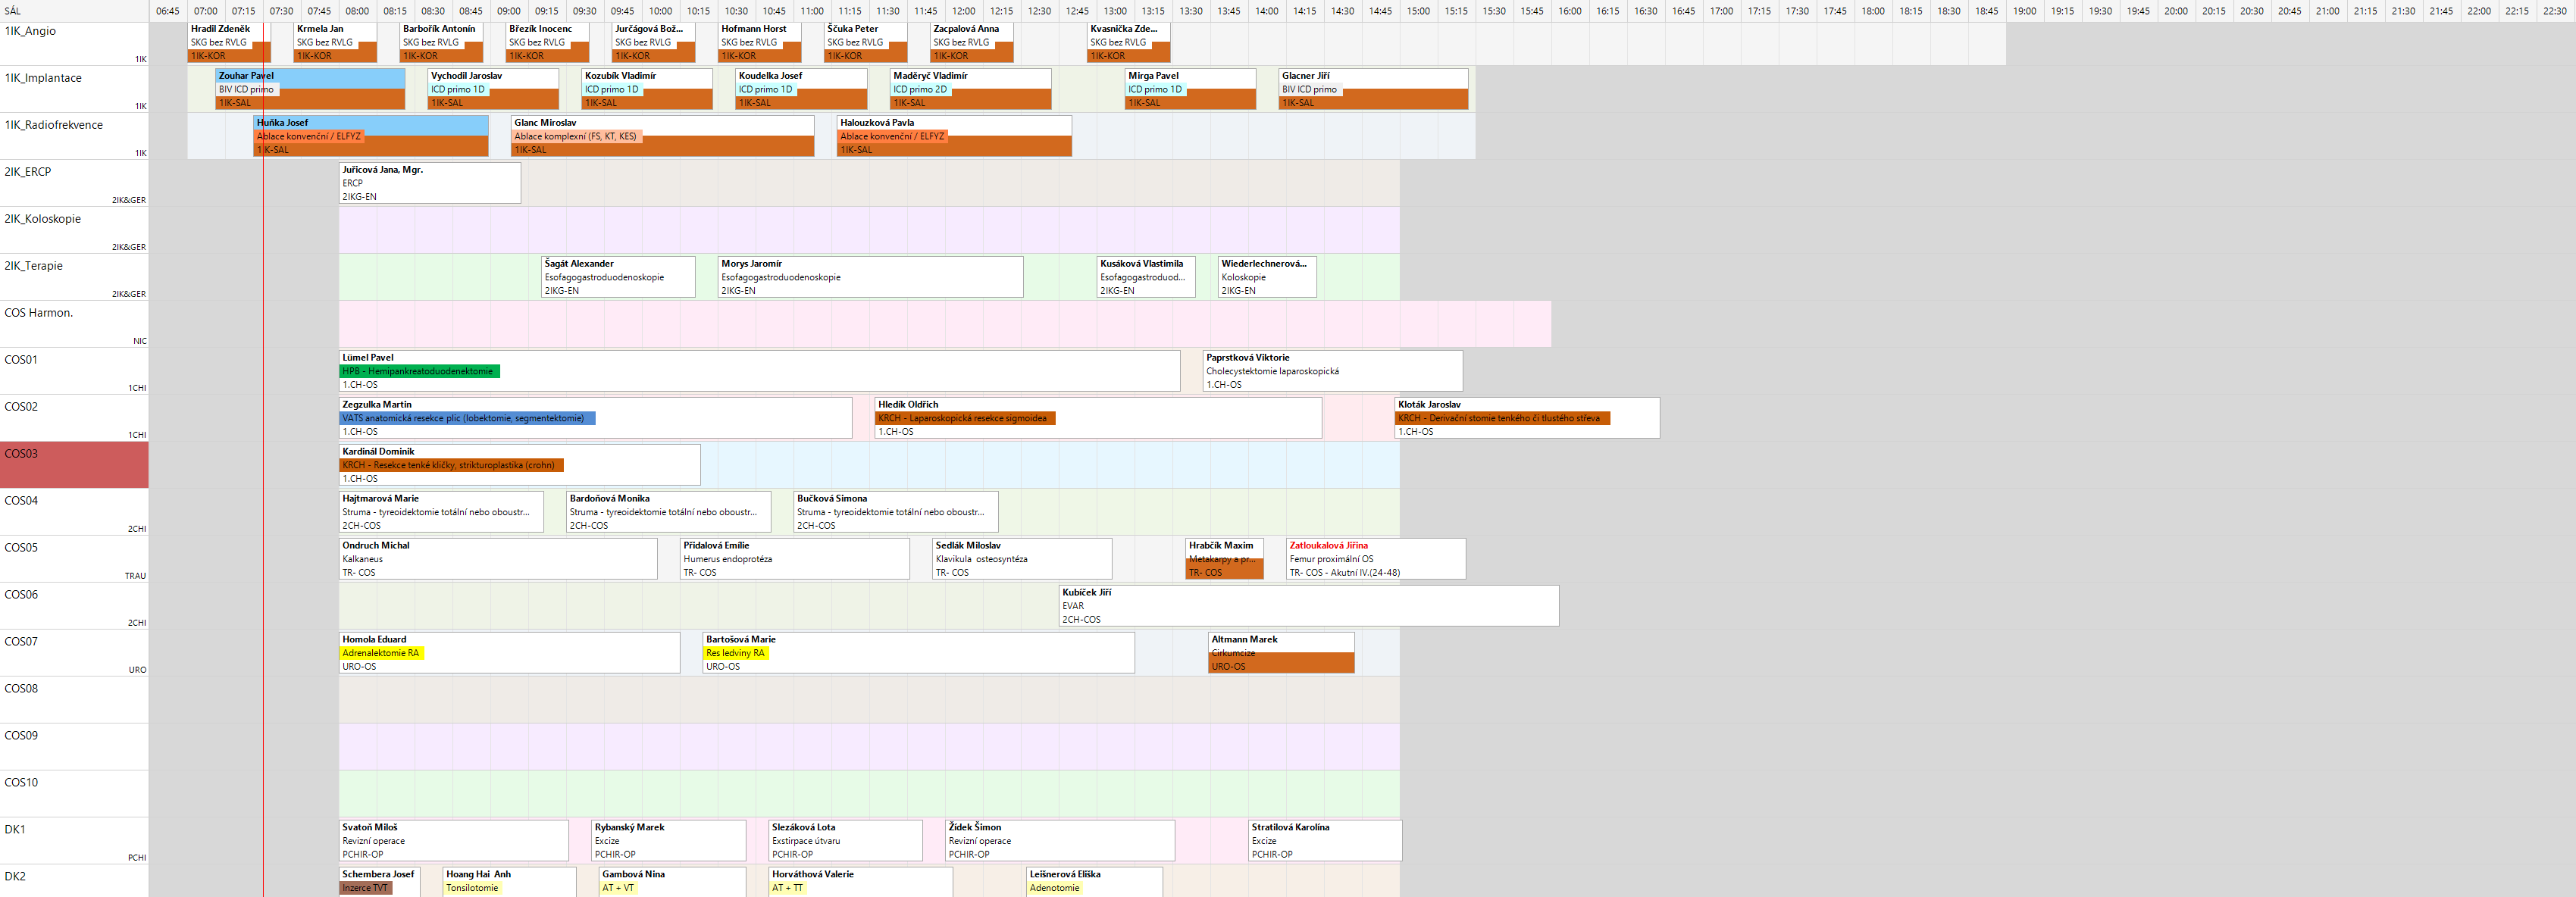 SÁL 06:45 07:00 07:15 07:30 07:45 08:00 08:15 08:30 08:45 09:00 09:15 09:30 09:45 10:00 10:15 10:30 10:45 11:00 11:15 11:30 11:45 12:00 12:15 12:30 12:45 13:00 13:15 13:30 13:45 14:00 14:15 14:30 14:45 15:00 15:15 15:30 15:45 16:00 16:15 16:30 16:45 17:00 17:15 17:30 17:45 18:00 18:15 18:30 18:45 19:00 19:15 19:30 19:45 20:00 20:15 20:30 20:45 21:00 21:15 21:30 21:45 22:00 22:15 22:30
1IK_Angio Hradil Zdeněk Krmela Jan Barbořík Antonín Březík Inocenc Jurčágová Bož... Hofmann Horst Ščuka Peter Zacpalová Anna Kvasnička Zde...
SKG bez RVLG SKG bez RVLG SKG bez RVLG SKG bez RVLG SKG bez RVLG SKG bez RVLG SKG bez RVLG SKG bez RVLG SKG bez RVLG
1IK 1IK-KOR 1IK-KOR 1IK-KOR 1IK-KOR 1IK-KOR 1IK-KOR 1IK-KOR 1IK-KOR 1IK-KOR
1IK_Implantace Zouhar Pavel Vychodil Jaroslav Kozubík Vladimír Koudelka Josef Maděryč Vladimír Mirga Pavel Glacner Jiří
BIV ICD primo ICD primo 1D ICD primo 1D ICD primo 1D ICD primo 2D ICD primo 1D BIV ICD primo
1IK 1IK-SAL 1IK-SAL 1IK-SAL 1IK-SAL 1IK-SAL 1IK-SAL 1IK-SAL
1IK_Radiofrekvence Huňka Josef Glanc Miroslav Halouzková Pavla
Ablace konvenční / ELFYZ Ablace komplexní (FS, KT, KES) Ablace konvenční / ELFYZ
1IK 1IK-SAL 1IK-SAL 1IK-SAL
2IK_ERCP Juřicová Jana, Mgr.
ERCP
2IK&GER 2IKG-EN
2IK_Koloskopie
2IK&GER
2IK_Terapie Šagát Alexander Morys Jaromír Kusáková Vlastimila Wiederlechnerová...
Esofagogastroduodenoskopie Esofagogastroduodenoskopie Esofagogastroduod... Koloskopie
2IK&GER 2IKG-EN 2IKG-EN 2IKG-EN 2IKG-EN
COS Harmon.
NIC
COS01 Lümel Pavel Paprstková Viktorie
HPB - Hemipankreatoduodenektomie Cholecystektomie laparoskopická
1CHI 1.CH-OS 1.CH-OS
COS02 Zegzulka Martin Hledík Oldřich Kloták Jaroslav
VATS anatomická resekce plic (lobektomie, segmentektomie) KRCH - Laparoskopická resekce sigmoidea KRCH - Derivační stomie tenkého či tlustého střeva
1CHI 1.CH-OS 1.CH-OS 1.CH-OS
COS03 Kardinál Dominik
KRCH - Resekce tenké kličky, strikturoplastika (crohn)
1.CH-OS
COS04 Hajtmarová Marie Bardoňová Monika Bučková Simona
Struma - tyreoidektomie totální nebo oboustr... Struma - tyreoidektomie totální nebo oboustr... Struma - tyreoidektomie totální nebo oboustr...
2CHI 2CH-COS 2CH-COS 2CH-COS
COS05 Ondruch Michal Přidalová Emílie Sedlák Miloslav Hrabčík Maxim Zatloukalová Jiřina
Kalkaneus Humerus endoprotéza Klavikula osteosyntéza Metakarpy a pr... Femur proximální OS
TRAU TR- COS TR- COS TR- COS TR- COS TR- COS - Akutní IV.(24-48)
COS06 Kubíček Jiří
EVAR
2CHI 2CH-COS
COS07 Homola Eduard Bartošová Marie Altmann Marek
Adrenalektomie RA Res ledviny RA Cirkumcize
URO URO-OS URO-OS URO-OS
COS08
COS09
COS10
DK1 Svatoň Miloš Rybanský Marek Slezáková Lota Žídek Šimon Stratilová Karolína
Revizní operace Excize Exstirpace útvaru Revizní operace Excize
PCHI PCHIR-OP PCHIR-OP PCHIR-OP PCHIR-OP PCHIR-OP
DK2 Schembera Josef Hoang Hai Anh Gambová Nina Horváthová Valerie Leišnerová Eliška
Inzerce TVT Tonsilotomie AT + VT AT + TT Adenotomie